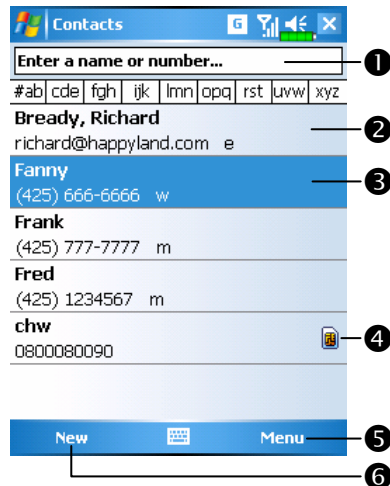 Contacts G
Enter a name or number... 1
#ab cde fgh ijk lmn opq rst uvw xyz
Bready, Richard 2
richard@happyland.com e
Fanny 3
(425) 666-6666 w
Frank
(425) 777-7777 m
Fred
(425) 1234567 m
chw 4
0800080090
New Menu 5
6